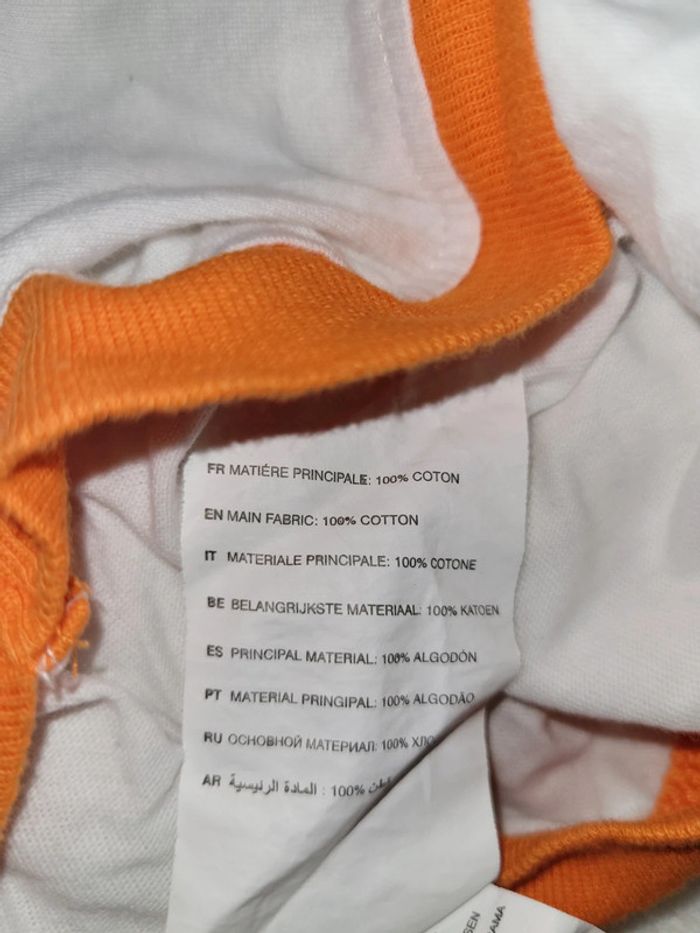 FR MATIÉRE PRINCIPALE: 100% COTON
EN MAIN FABRIC: 100% COTTON
IT MATERIALE PRINCIPALE: 100% COTONE
BE BELANGRIJKSTE MATERIAAL: 100% KATOEN
ES PRINCIPAL MATERIAL: 100% ALGODÓN
PT MATERIAL PRINGIPAL: 100% ALGODÃO
RU ОСНОВНОЙ МАТЕРИАЛ: 100%
AR المادة الرئيسية : 100%